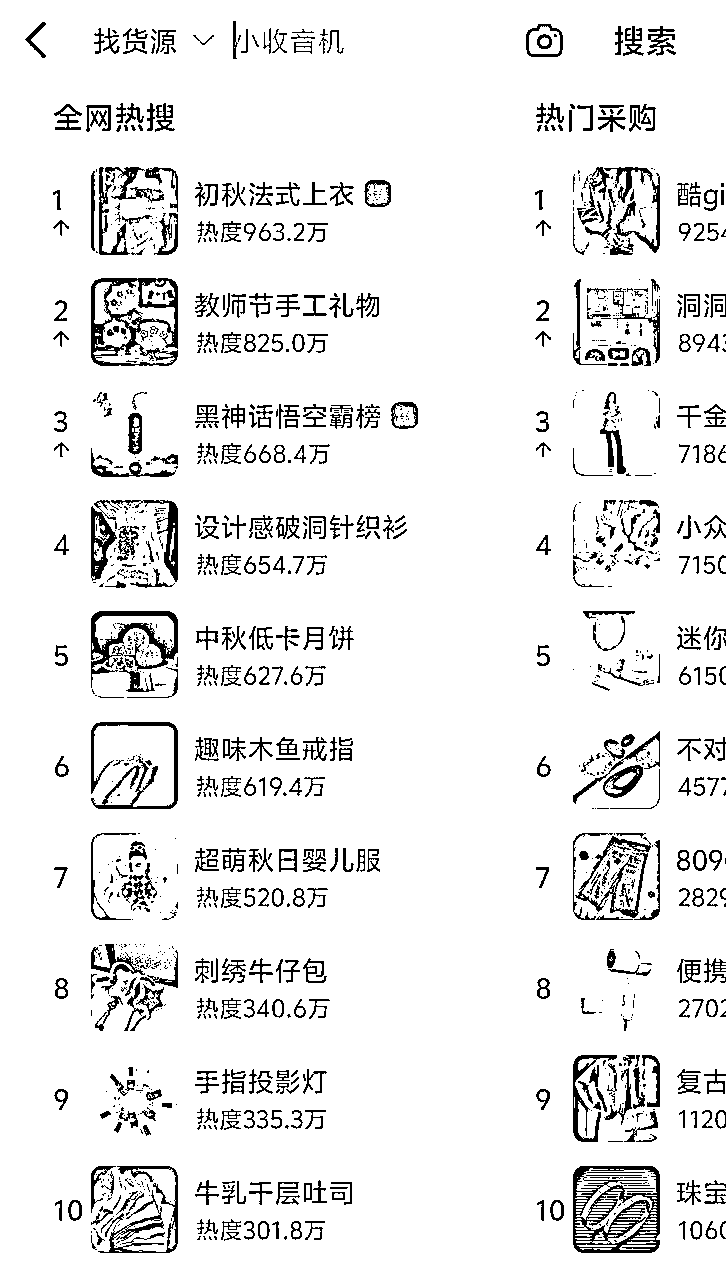 找货源 小收音机 搜索
全网热搜
1 初秋法式上衣
热度963.2万
2 教师节手工礼物
热度825.0万
3 黑神话悟空霸榜
热度668.4万
4 设计感破洞针织衫
热度654.7万
5 中秋低卡月饼
热度627.6万
6 趣味木鱼戒指
热度619.4万
7 超萌秋日婴儿服
热度520.8万
8 刺绣牛仔包
热度340.6万
9 手指投影灯
热度335.3万
10 牛乳千层吐司
热度301.8万
热门采购
1 酷gi
9254
2 洞洞
8943
3 千金
7186
4 小众
7150
5 迷你
6150
6 不对
4577
7 809
2829
8 便携
2702
9 复古
1120
10 珠宝
1060